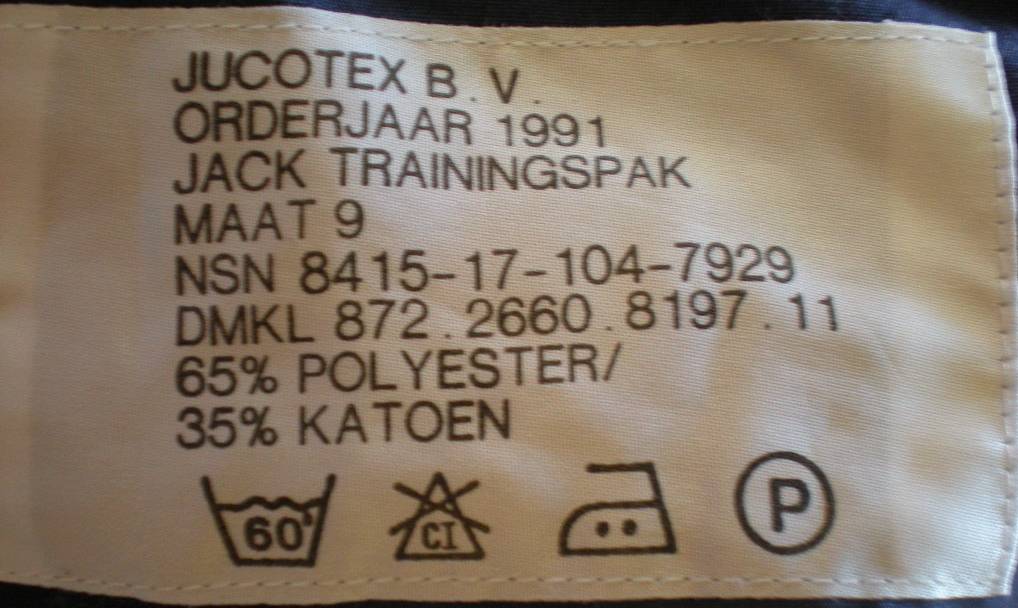 JUCOTEX B.V.
ORDERJAAR 1991
JACK TRAININGSPAK
MAAT 9
NSN 8415-17-104-7929
DMKL 872.2660.8197.11
65% POLYESTER/
35% KATOEN
60° CI P